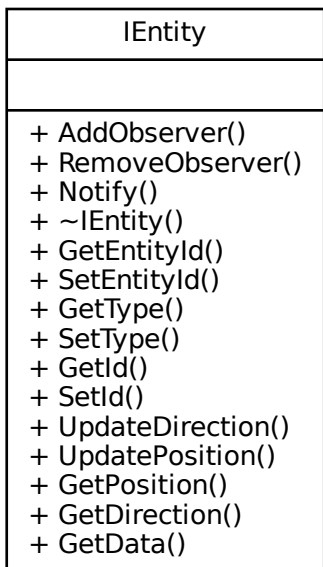 IEntity
+ AddObserver()
+ RemoveObserver()
+ Notify()
+ ~IEntity()
+ GetEntityId()
+ SetEntityId()
+ GetType()
+ SetType()
+ GetId()
+ SetId()
+ UpdateDirection()
+ UpdatePosition()
+ GetPosition()
+ GetDirection()
+ GetData()